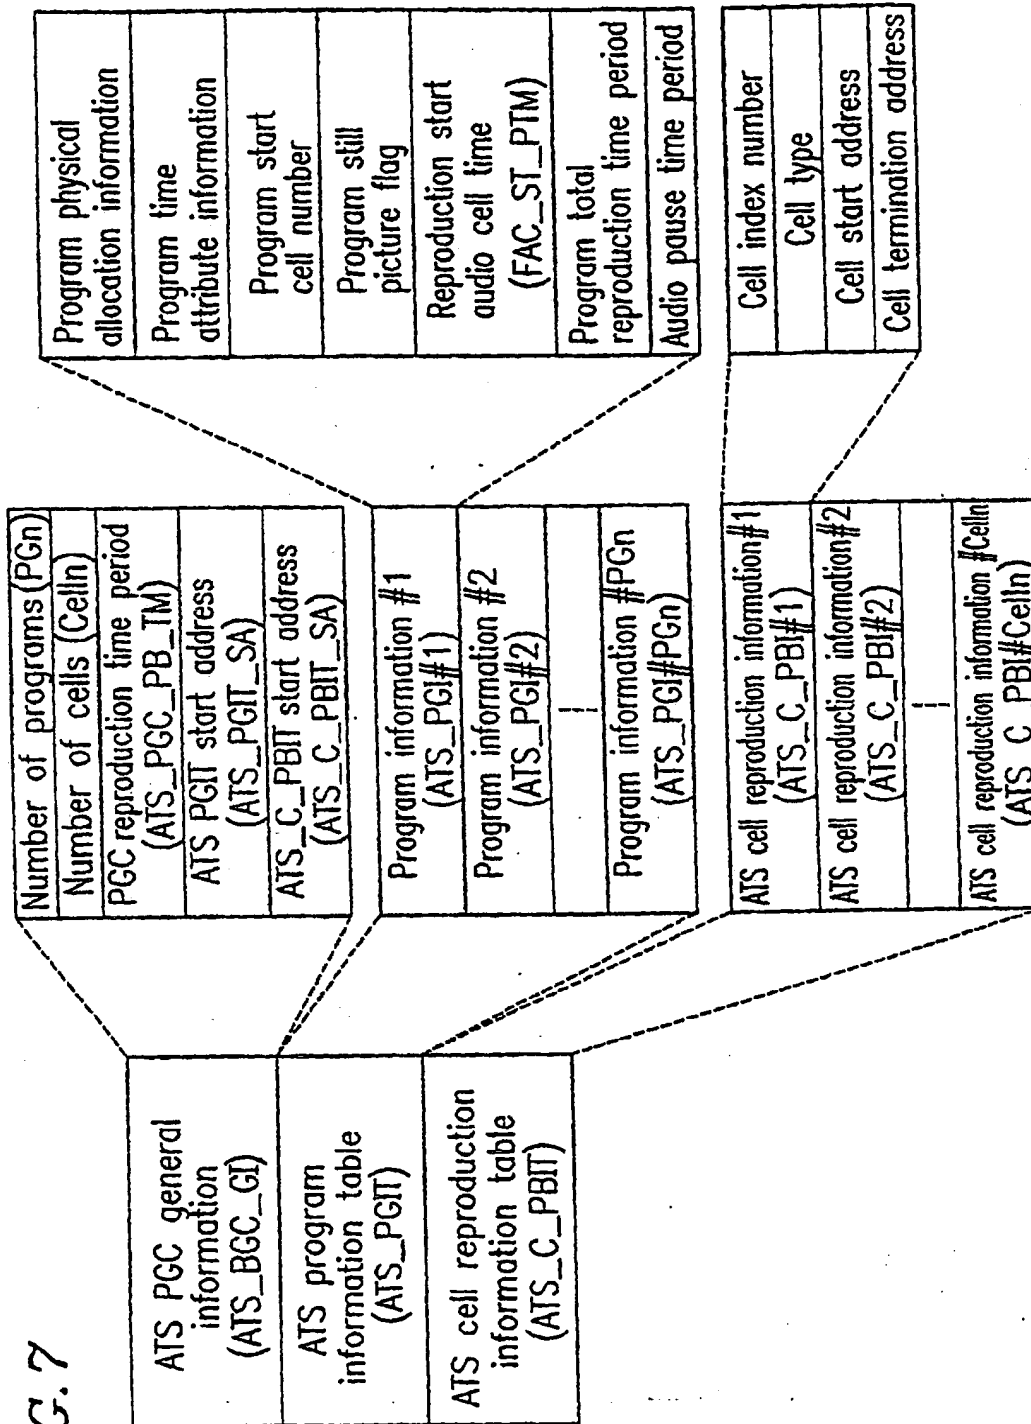 G. 7
ATS PGC general
information
(ATS_BGC_GI)
ATS program
information table
(ATS_PGIT)
ATS cell reproduction
information table
(ATS_C_PBIT)
Number of programs (PGn)
Number of cells (Celln)
PGC reproduction time period
(ATS_PGC_PB_TM)
ATS PGIT start address
(ATS_PGIT_SA)
ATS_C_PBIT start address
(ATS_C_PBIT_SA)
Program information #1
(ATS_PGI#1)
Program information #2
(ATS_PGI#2)
Program information #PGn
(ATS_PGI#PGn)
ATS cell reproduction information#1
(ATS_C_PBI#1)
ATS cell reproduction information#2
(ATS_C_PBI#2)
ATS cell reproduction information #Celln
(ATS_C_PBI#Celln)
Program physical
allocation information
Program time
attribute information
Program start
cell number
Program still
picture flag
Reproduction start
audio cell time
(FAC_ST_PTM)
Program total
reproduction time period
Audio pause time period
Cell index number
Cell type
Cell start address
Cell termination address